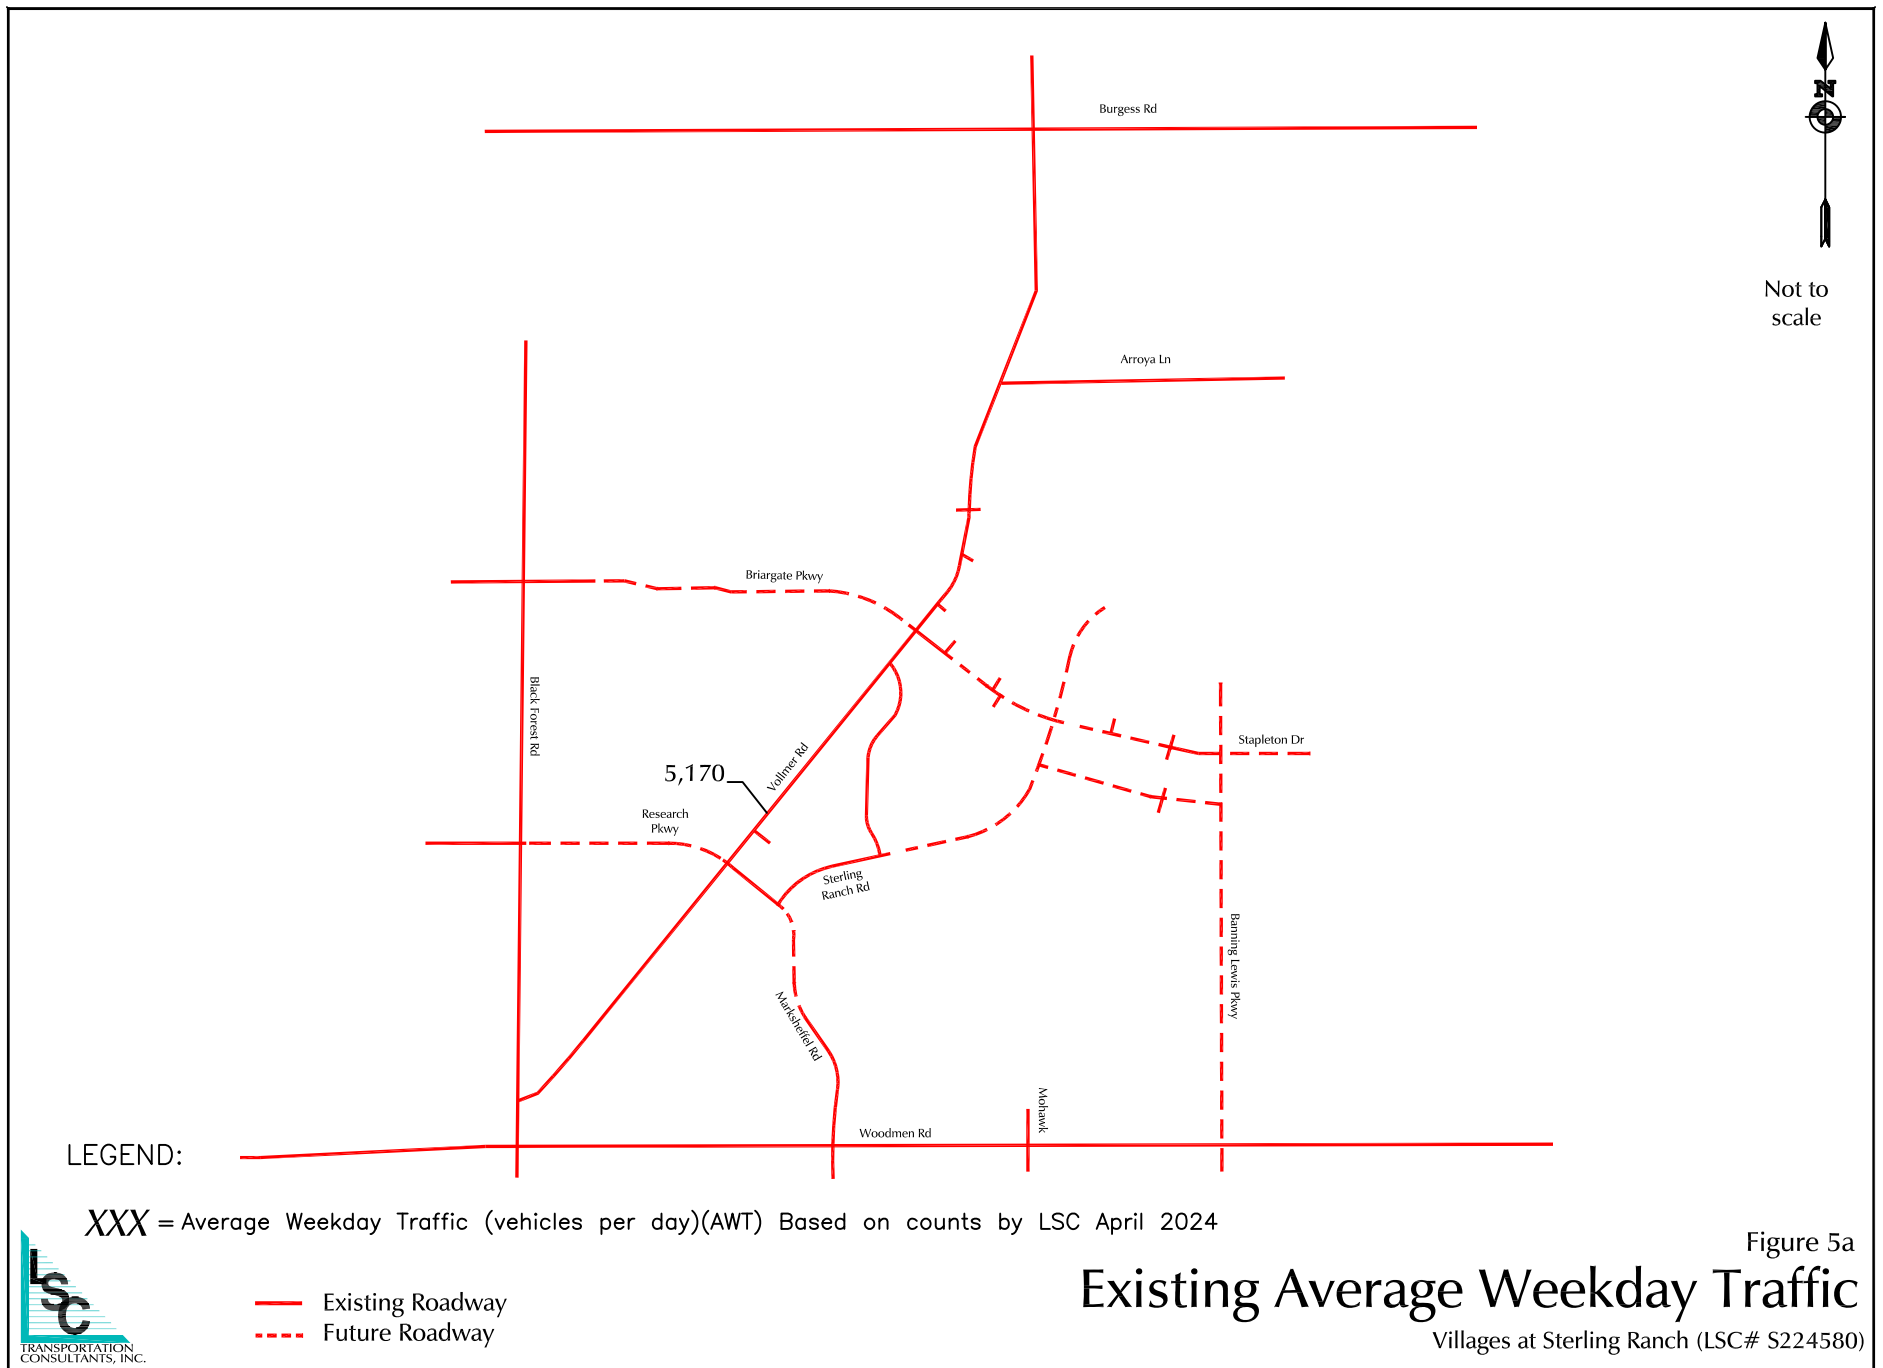 Burgess Rd
N
Not to
scale
Arroya Ln
Briargate Pkwy
Black Forest Rd
Stapleton Dr
Vollmer Rd
5,170
Research
Pkwy
Sterling
Ranch Rd
Banning Lewis Pkwy
Marksheffel Rd
Mohawk
Woodmen Rd
LEGEND:
XXX = Average Weekday Traffic (vehicles per day)(AWT) Based on counts by LSC April 2024
Existing Roadway
Future Roadway
LSC
TRANSPORTATION
CONSULTANTS, INC.
Figure 5a
Existing Average Weekday Traffic
Villages at Sterling Ranch (LSC# S224580)